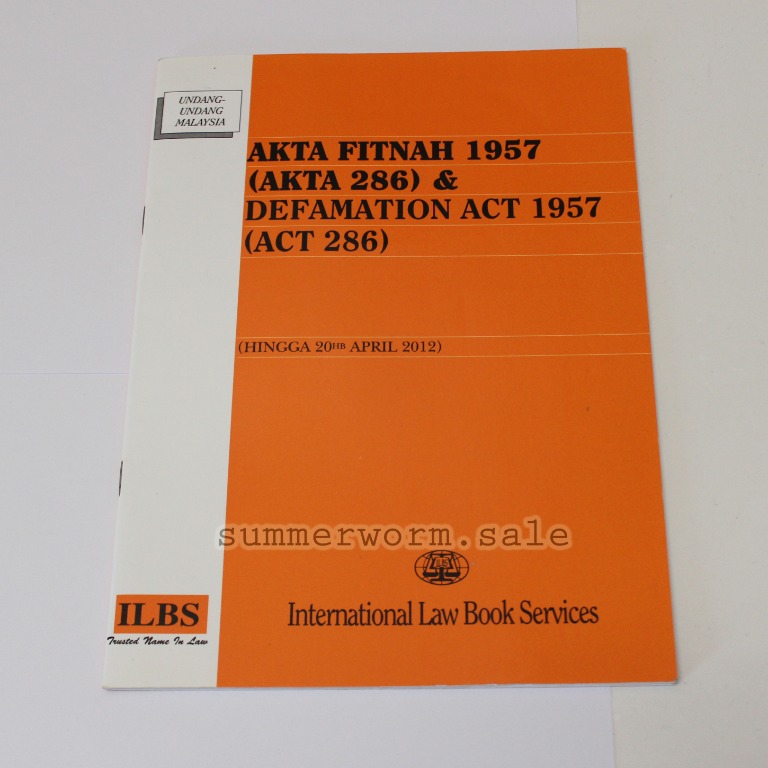 UNDANG-
UNDANG
MALAYSIA
AKTA FITNAH 1957
(AKTA 286) &
DEFAMATION ACT 1957
(ACT 286)
(HINGGA 20HB APRIL 2012)
summerworm.sale
ILBS
International Law Book Services
ILBS
Trusted Name In Law